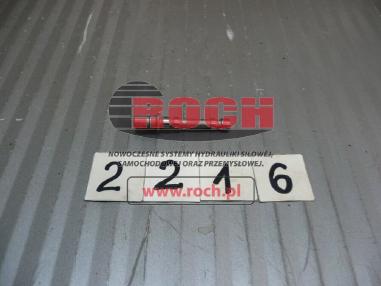 ROCH
NOWOCZESNE SYSTEMY HYDRAULIKI SIŁOWEJ,
SAMOCHODOWEJ ORAZ PRZEMYSŁOWEJ.
2 2 1 6
www.roch.pl